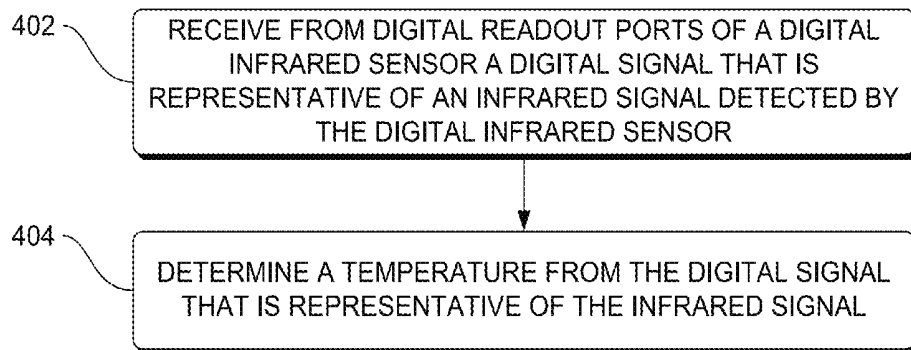 402
RECEIVE FROM DIGITAL READOUT PORTS OF A DIGITAL
INFRARED SENSOR A DIGITAL SIGNAL THAT IS
REPRESENTATIVE OF AN INFRARED SIGNAL DETECTED BY
THE DIGITAL INFRARED SENSOR
404
DETERMINE A TEMPERATURE FROM THE DIGITAL SIGNAL
THAT IS REPRESENTATIVE OF THE INFRARED SIGNAL